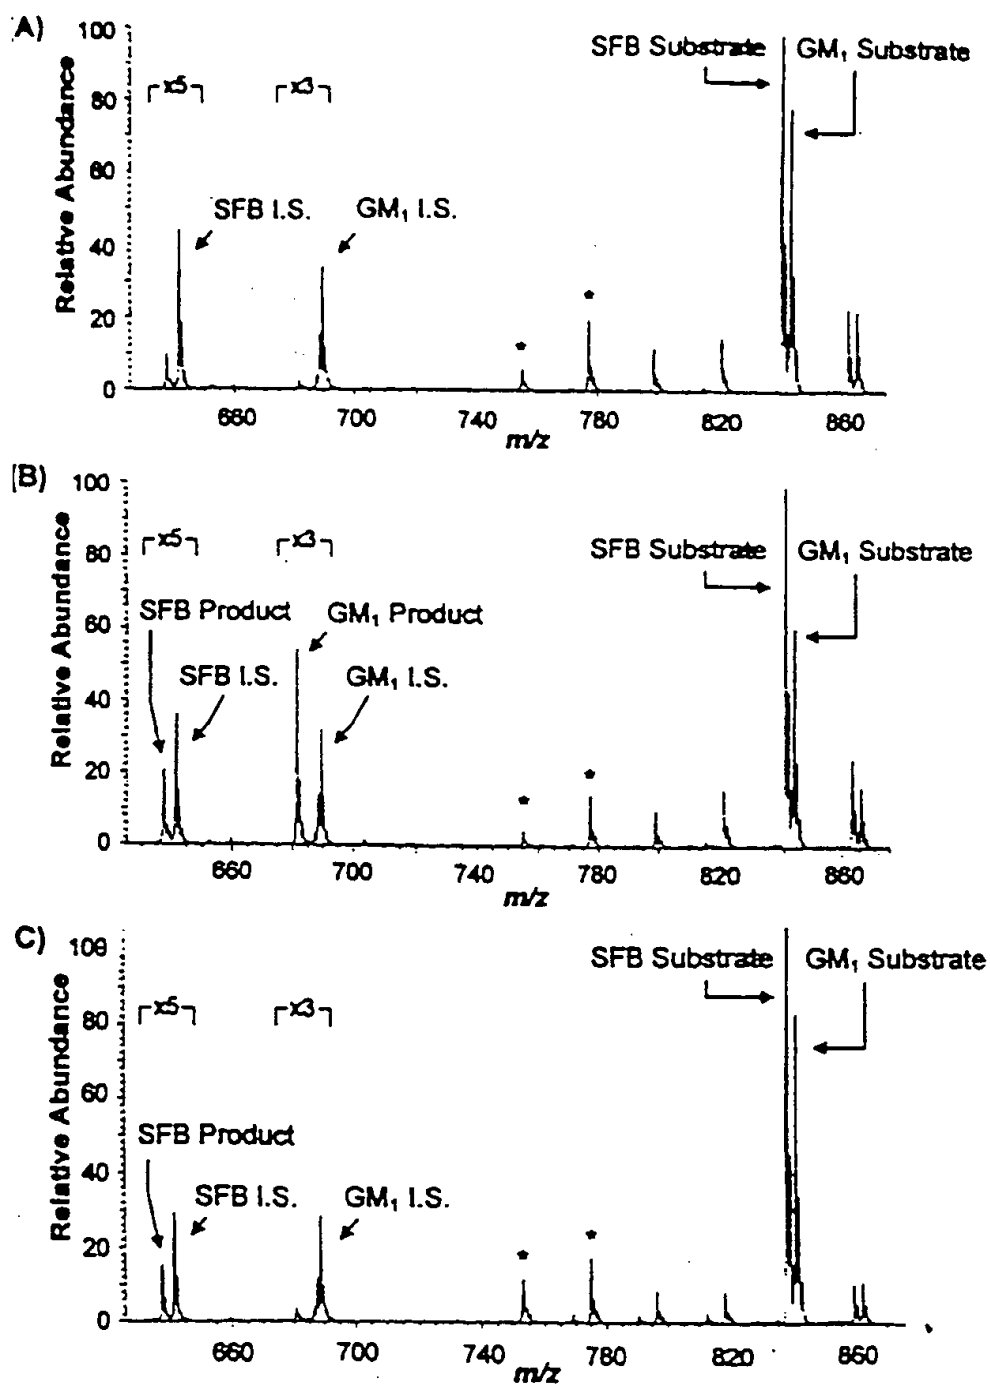 A)
100
80
60
40
20
0
Relative Abundance
x5
x3
SFB Substrate
GM₁ Substrate
SFB I.S.
GM₁ I.S.
*
*
660
700
740
780
820
860
m/z
B)
100
80
60
40
20
0
Relative Abundance
x5
x3
SFB Substrate
GM₁ Substrate
SFB Product
GM₁ Product
SFB I.S.
GM₁ I.S.
*
*
660
700
740
780
820
860
m/z
C)
100
80
60
40
20
0
Relative Abundance
x5
x3
SFB Substrate
GM₁ Substrate
SFB Product
SFB I.S.
GM₁ I.S.
*
*
660
700
740
780
820
860
m/z